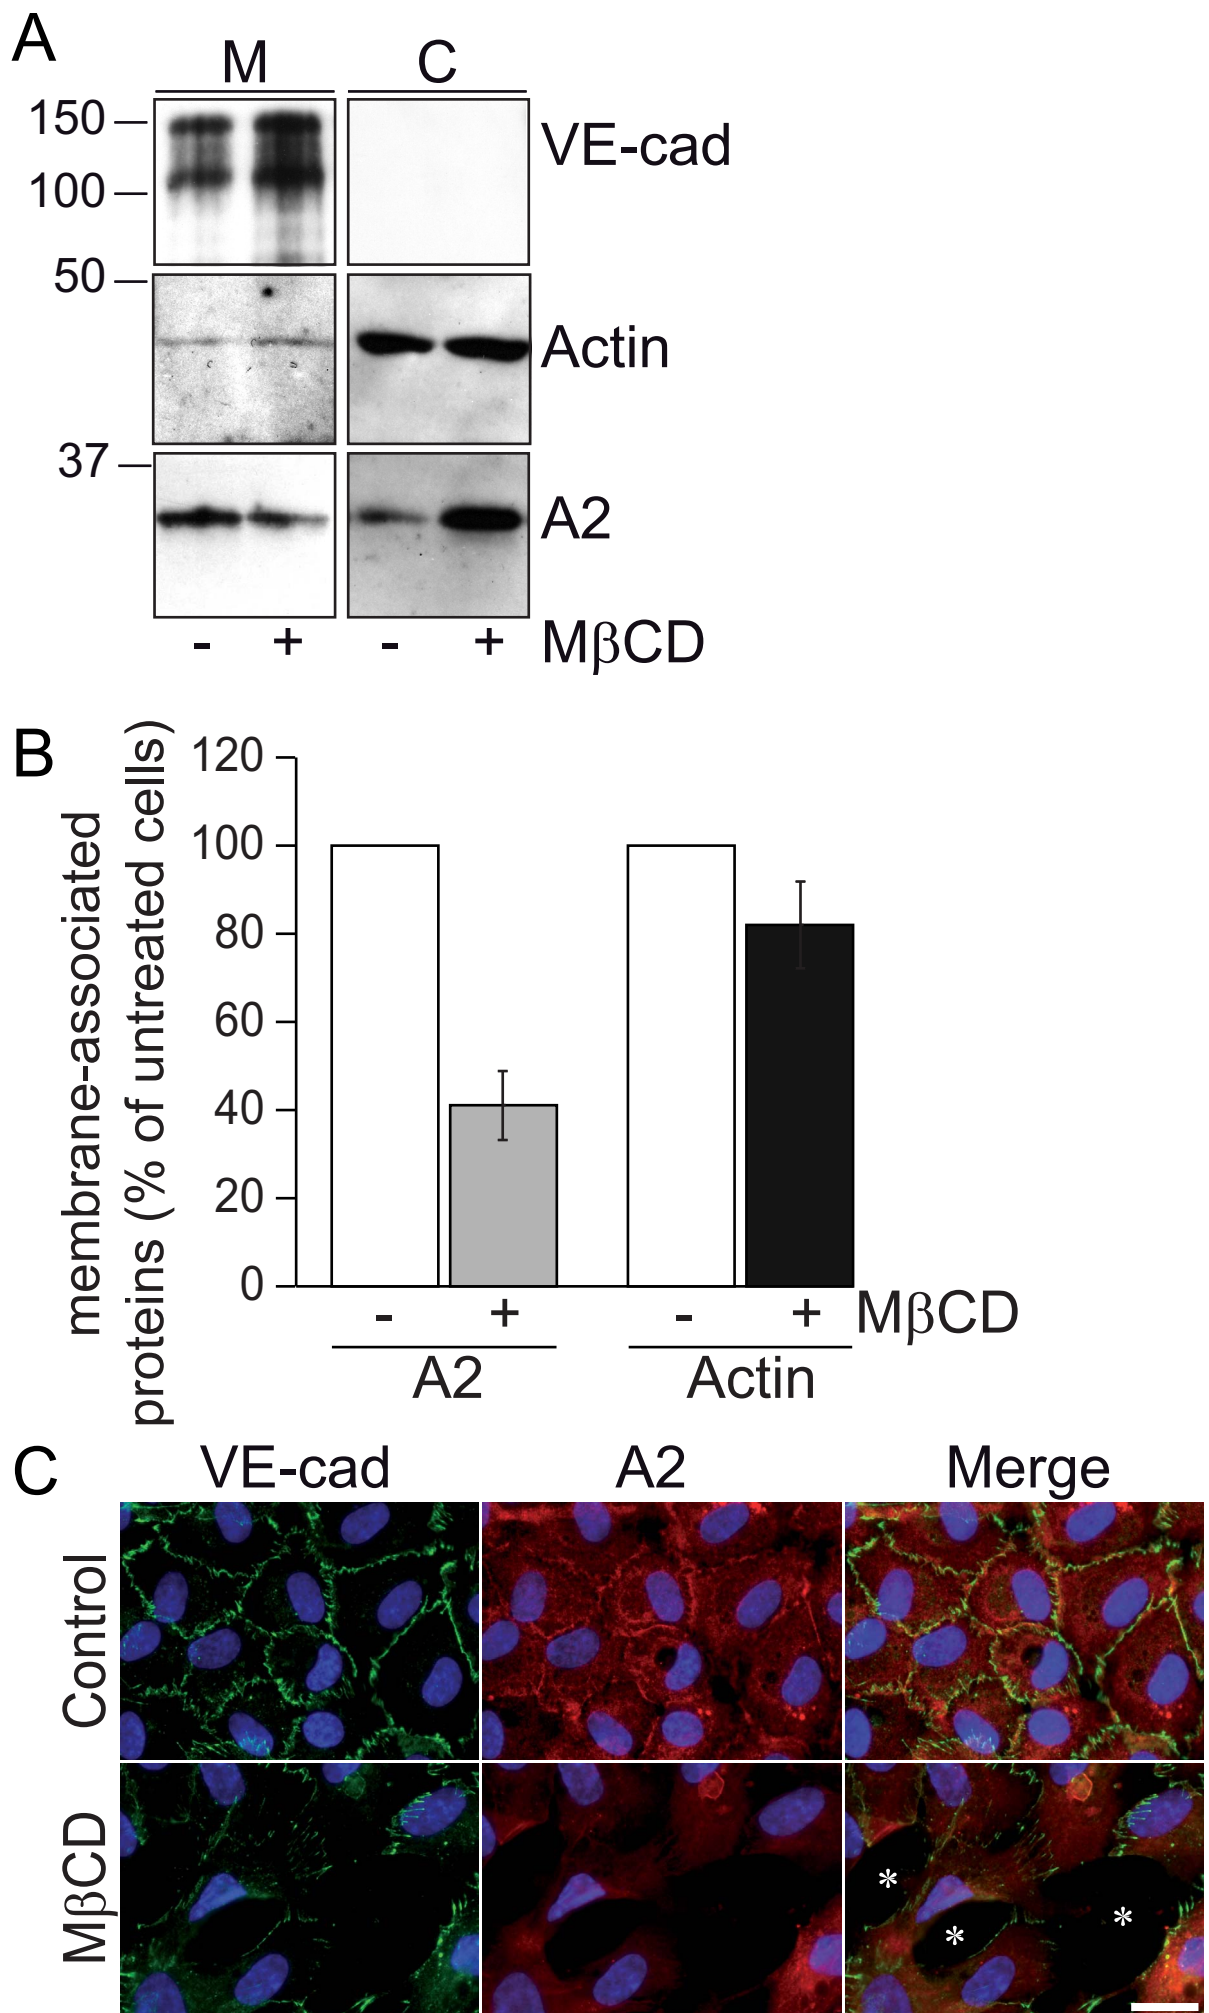 A
M C
150 — VE-cad
100 —
50 —
Actin
37 —
A2
- + - + MβCD
B
membrane-associated
proteins (% of untreated cells)
120
100
80
60
40
20
0
- + - + MβCD
A2 Actin
C
VE-cad A2 Merge
Control
MβCD
* * *